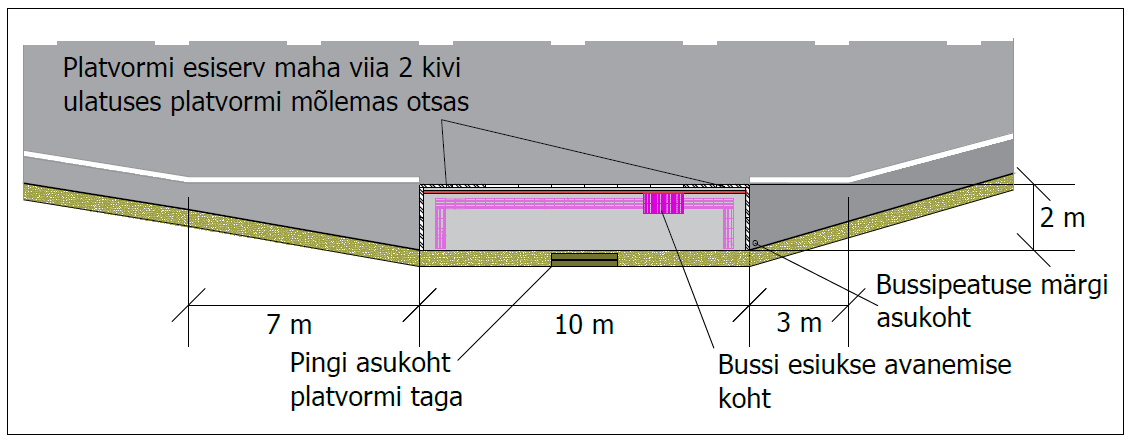 Platvormi esiserv maha viia 2 kivi
ulatuses platvormi mõlemas otsas
2 m
Bussipeatuse märgi
asukoht
7 m
10 m
3 m
Pingi asukoht
platvormi taga
Bussi esiukse avanemise
koht